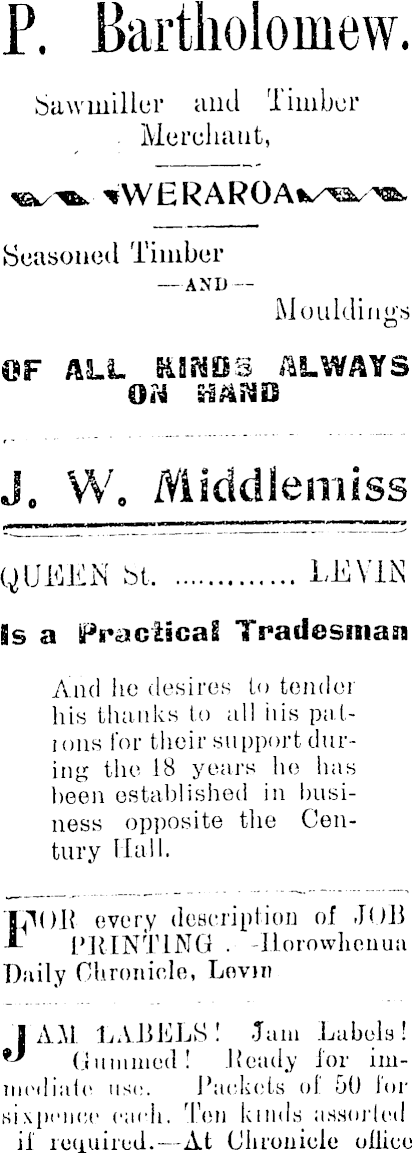 P. Bartholomew.
Sawmiller and Timber
Merchant,
WERAROA
Seasoned Timber
—AND—
Mouldings
OF ALL KINDS ALWAYS
ON HAND
J. W. Middlemiss
QUEEN St. ............. LEVIN
Is a Practical Tradesman
And he desires to tender
his thanks to all his pat-
rons for their support dur-
ing the 18 years he has
been established in busi-
ness opposite the Cen-
tury Hall.
FOR every description of JOB
PRINTING . -Horowhenua
Daily Chronicle, Levin
JAM LABELS! Jam Labels!
Gummed! Ready for im-
mediate use. Packets of 50 for
sixpence each. Ten kinds assorted
if required.—At Chronicle office